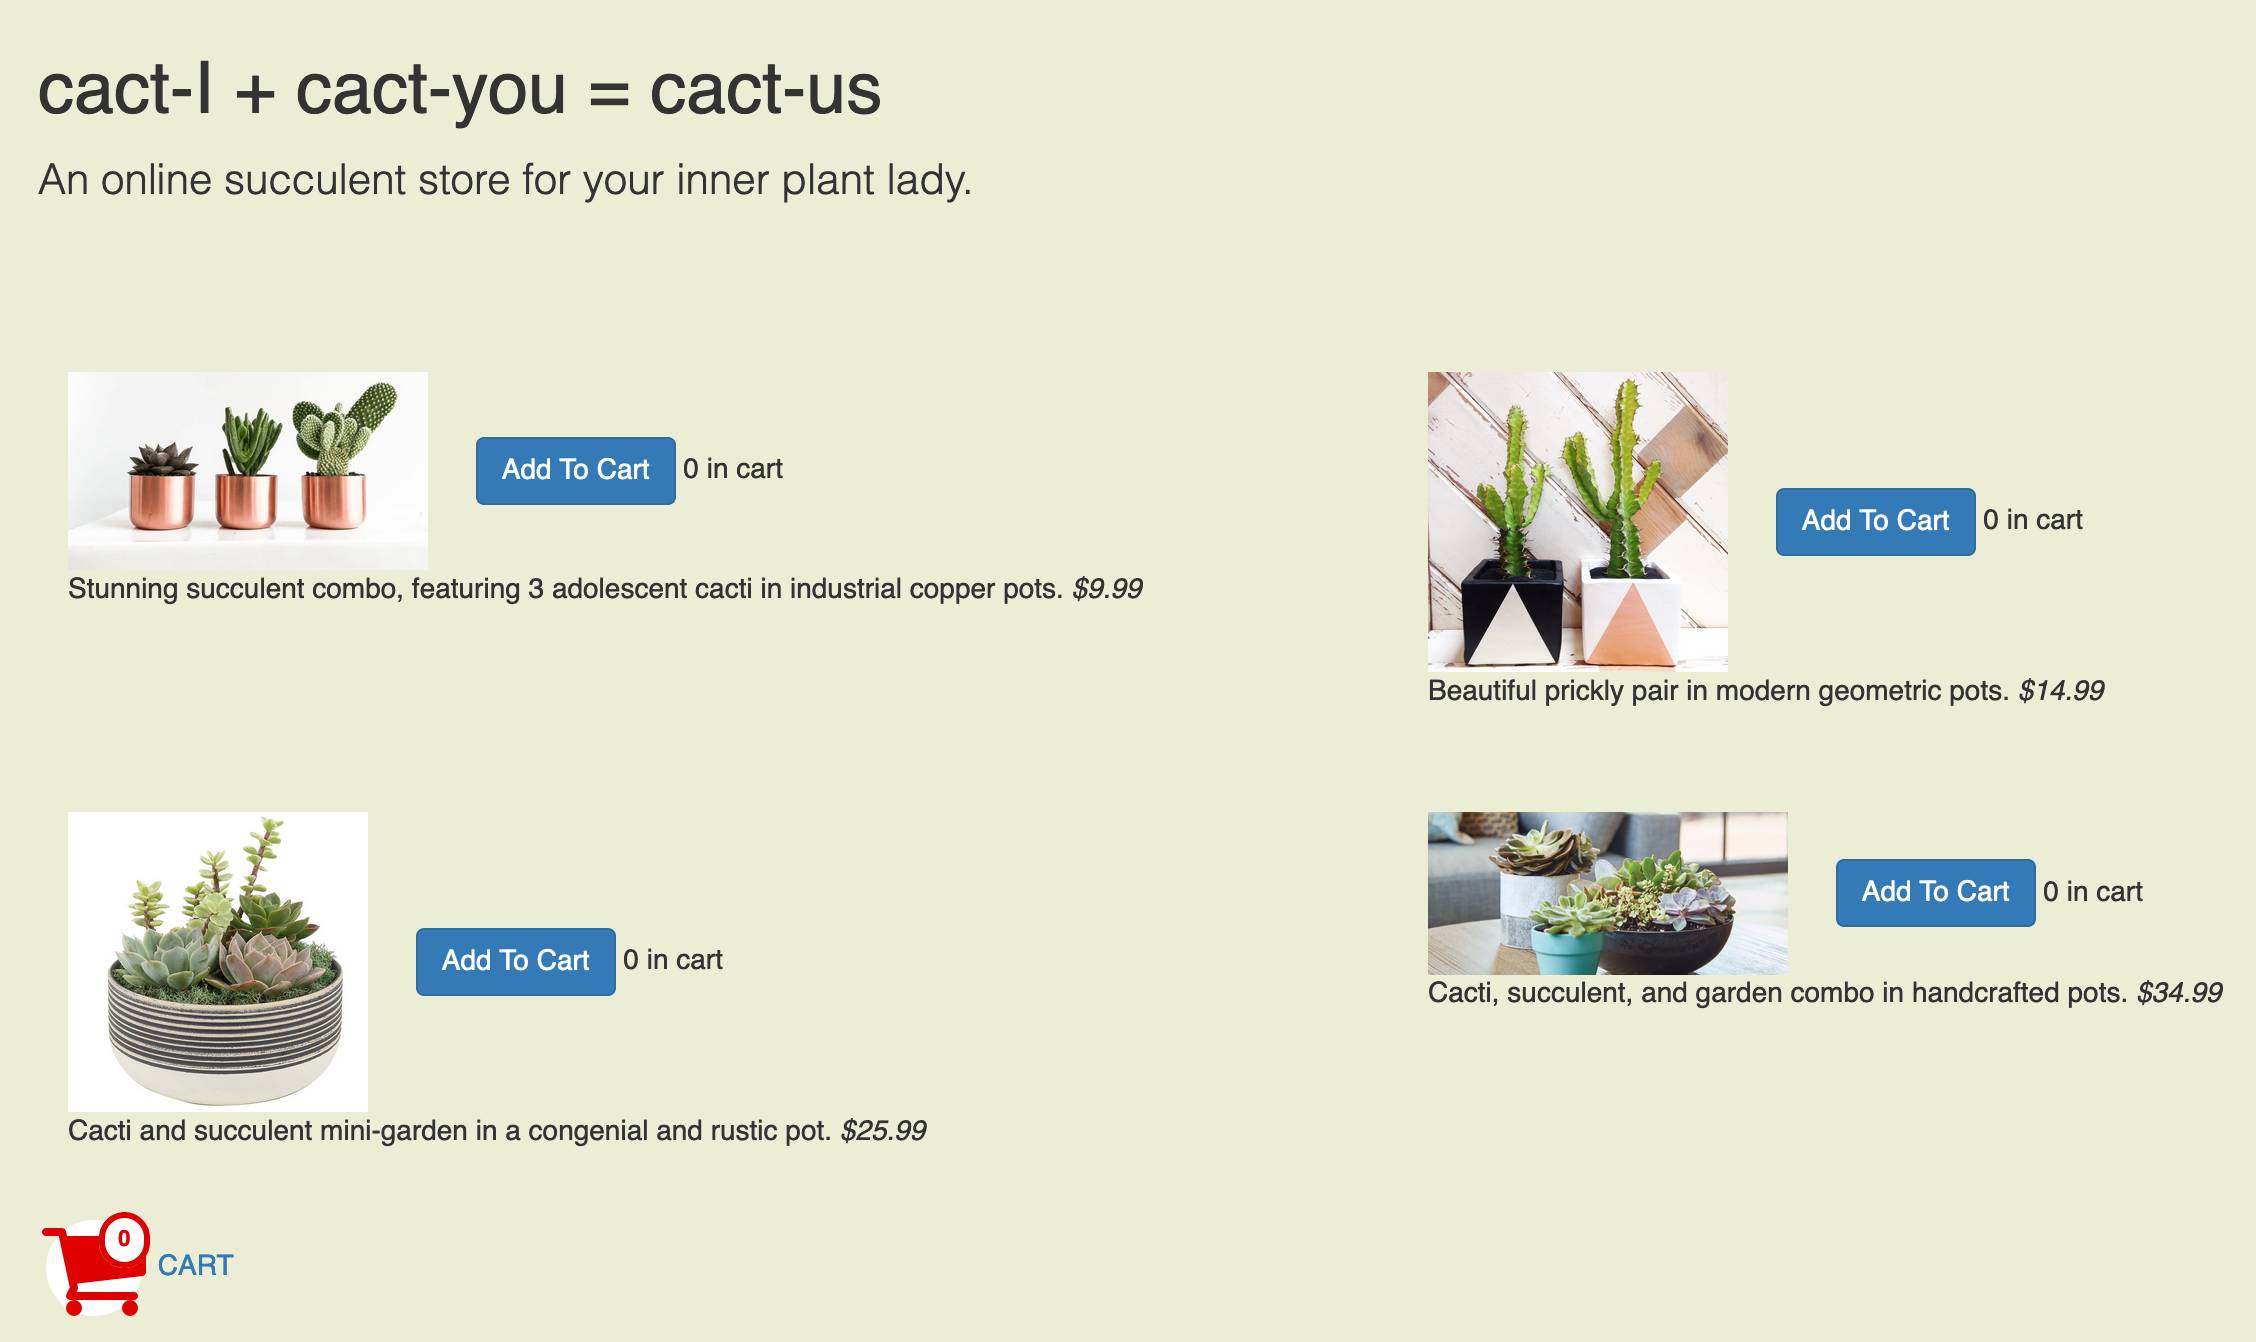 cact-I + cact-you = cact-us
An online succulent store for your inner plant lady.
Add To Cart 0 in cart
Stunning succulent combo, featuring 3 adolescent cacti in industrial copper pots. $9.99
Add To Cart 0 in cart
Beautiful prickly pair in modern geometric pots. $14.99
Add To Cart 0 in cart
Cacti and succulent mini-garden in a congenial and rustic pot. $25.99
Add To Cart 0 in cart
Cacti, succulent, and garden combo in handcrafted pots. $34.99
0 CART